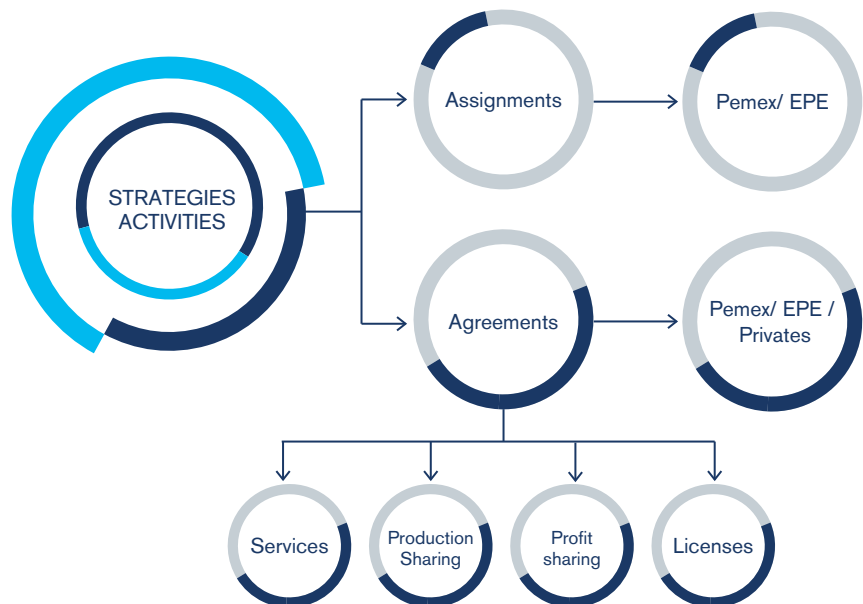 STRATEGIES
ACTIVITIES
Assignments
Pemex/ EPE
Agreements
Pemex/ EPE /
Privates
Services
Production
Sharing
Profit
sharing
Licenses